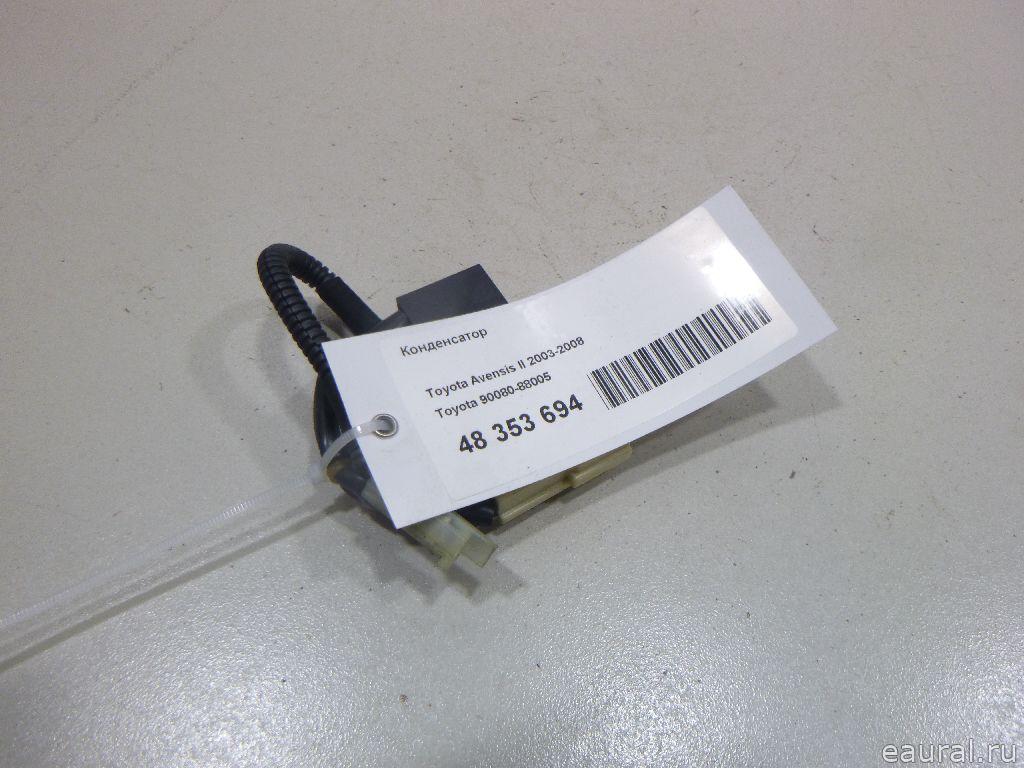 Конденсатор
Toyota Avensis II 2003-2008
Toyota 90080-88005
48 353 694
eaural.ru